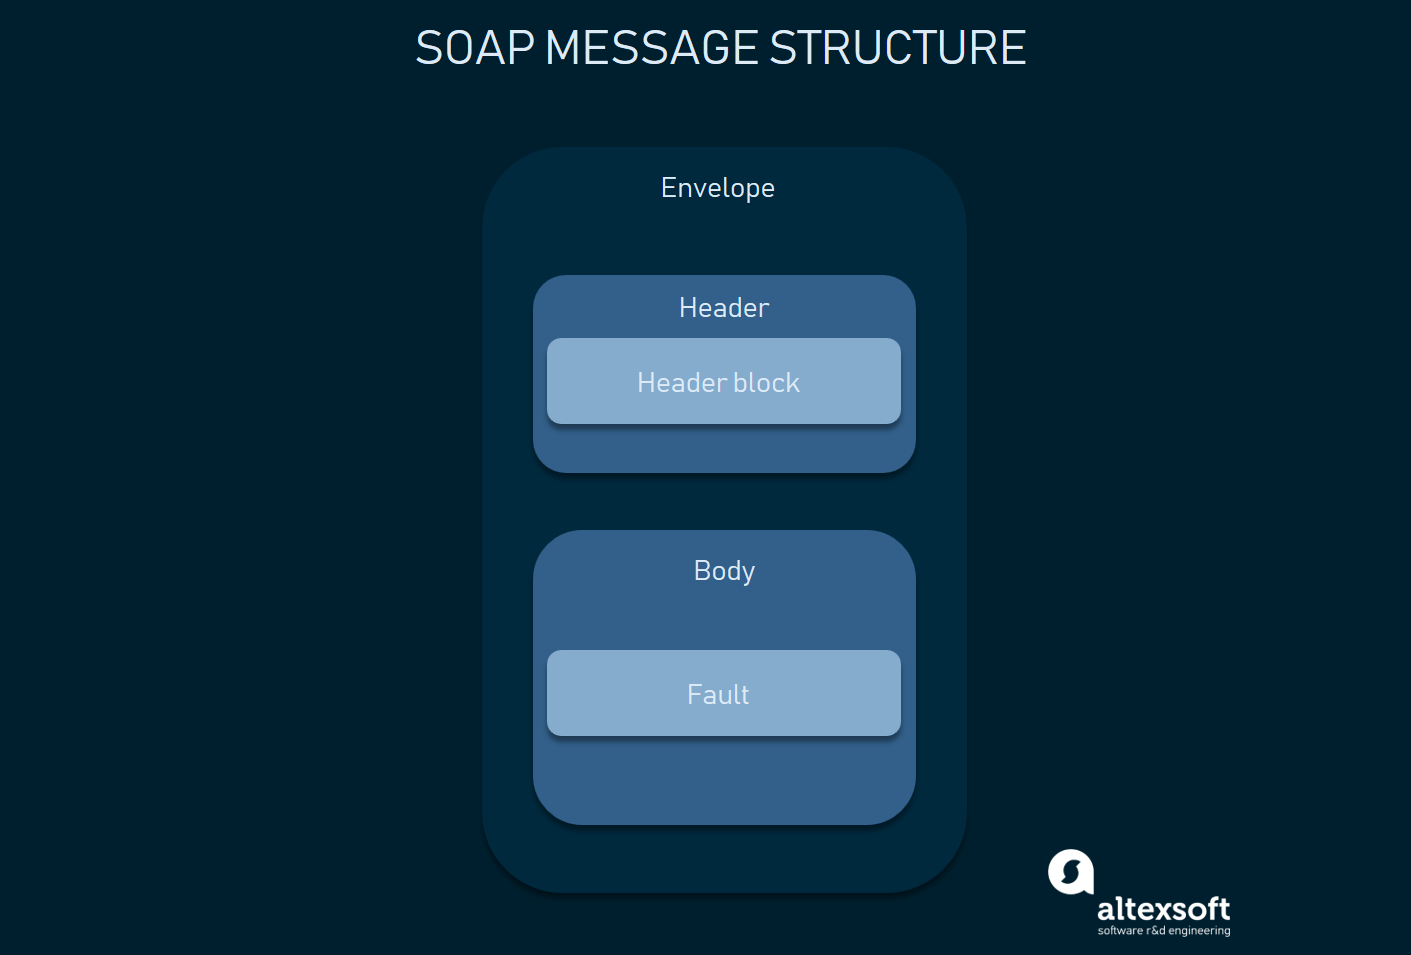 SOAP MESSAGE STRUCTURE
Envelope
Header
Header block
Body
Fault
altexsoft
software r&d engineering